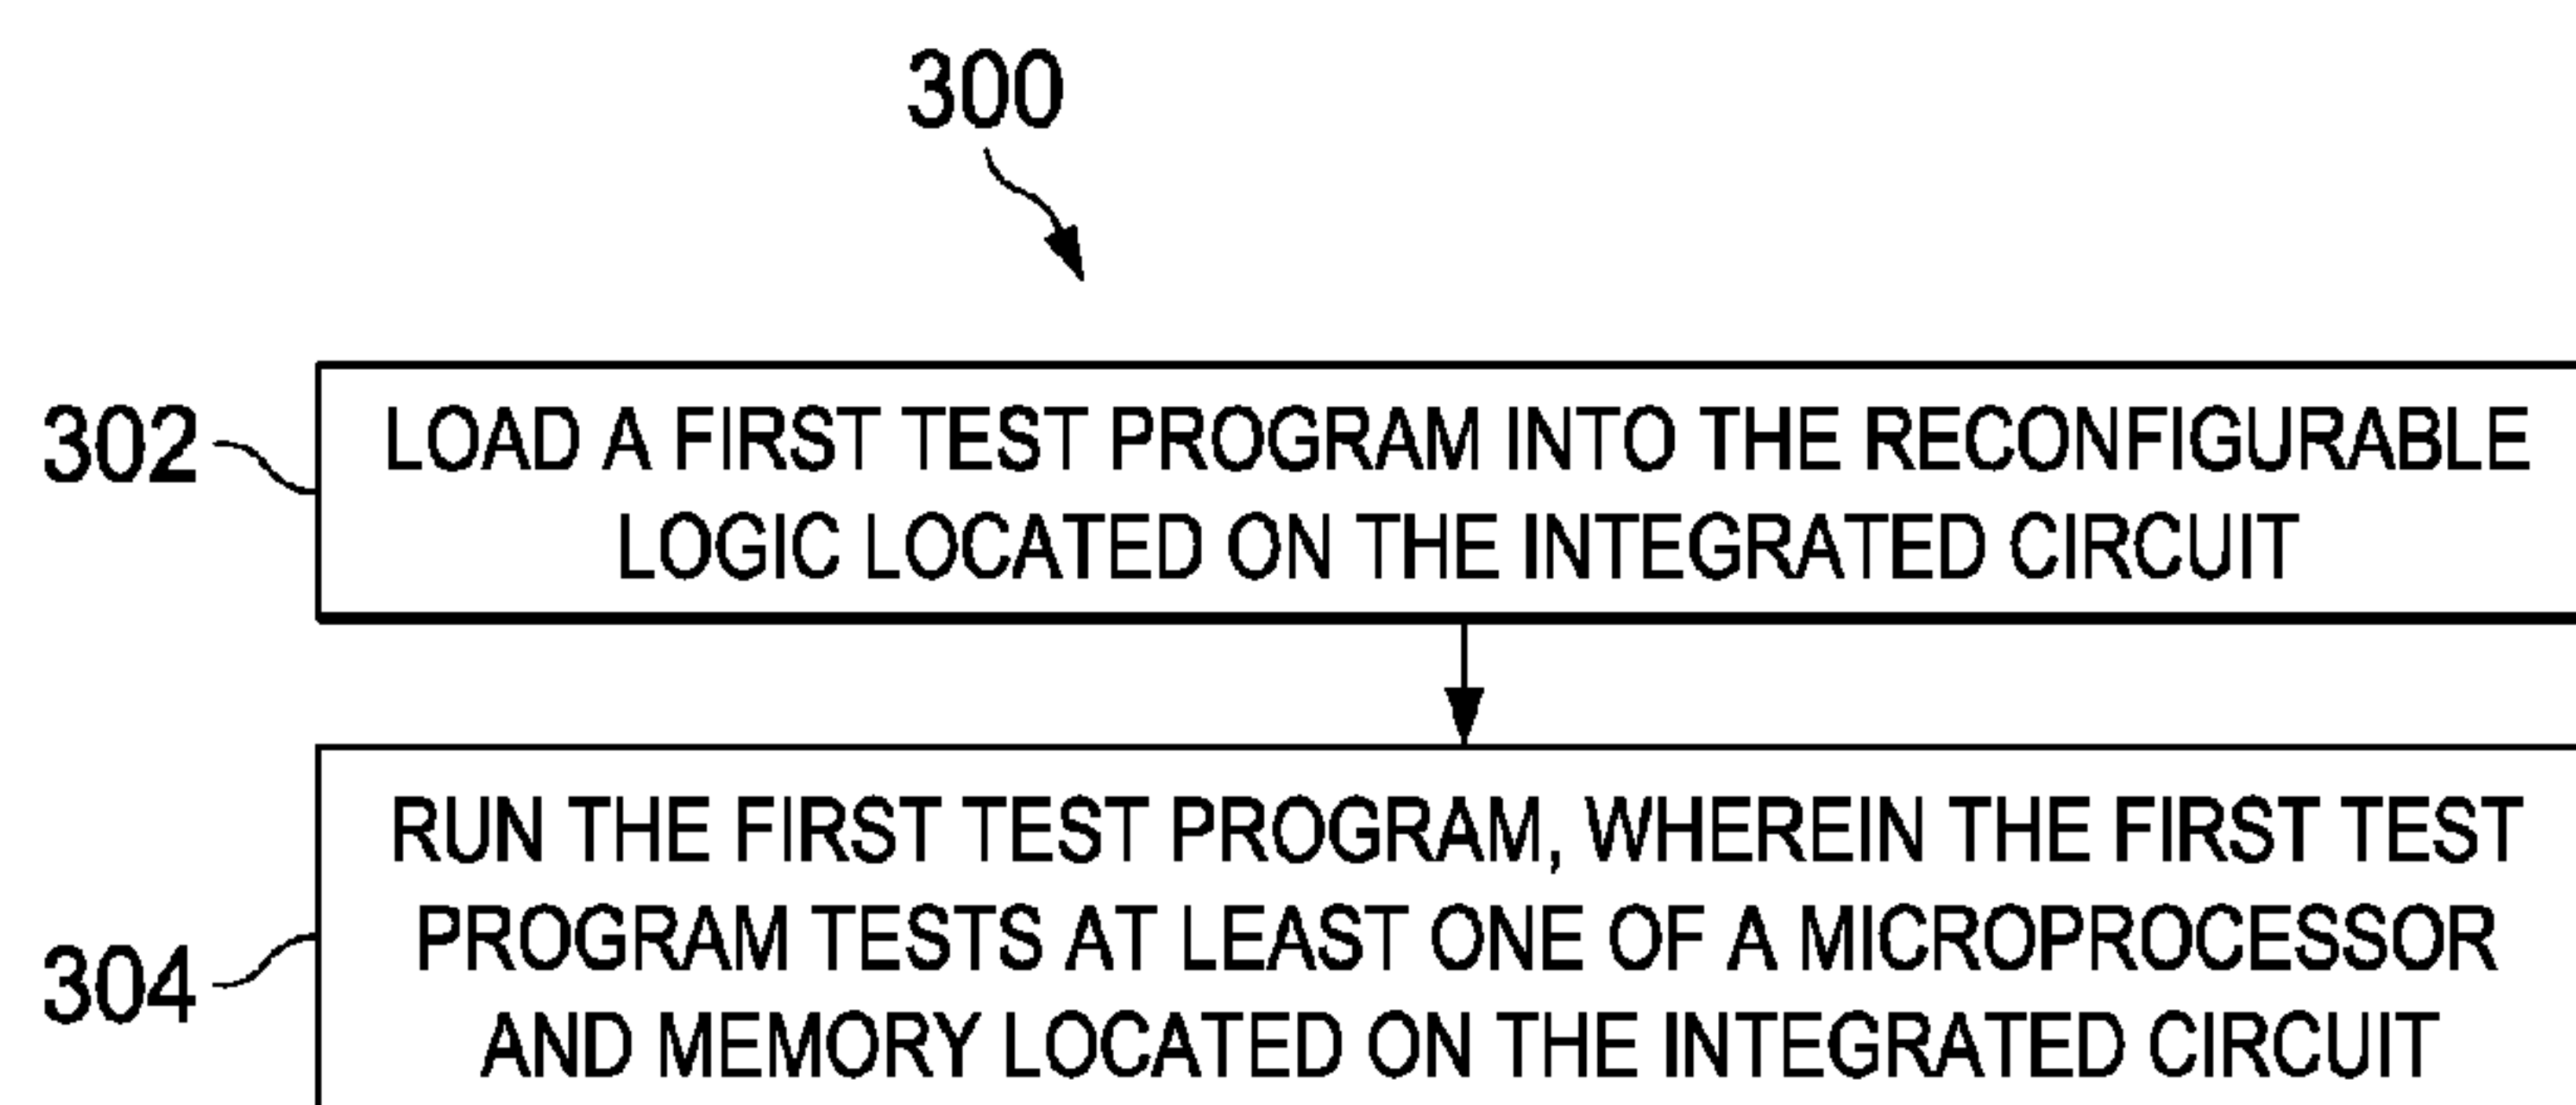 300
302
LOAD A FIRST TEST PROGRAM INTO THE RECONFIGURABLE
LOGIC LOCATED ON THE INTEGRATED CIRCUIT
304
RUN THE FIRST TEST PROGRAM, WHEREIN THE FIRST TEST
PROGRAM TESTS AT LEAST ONE OF A MICROPROCESSOR
AND MEMORY LOCATED ON THE INTEGRATED CIRCUIT